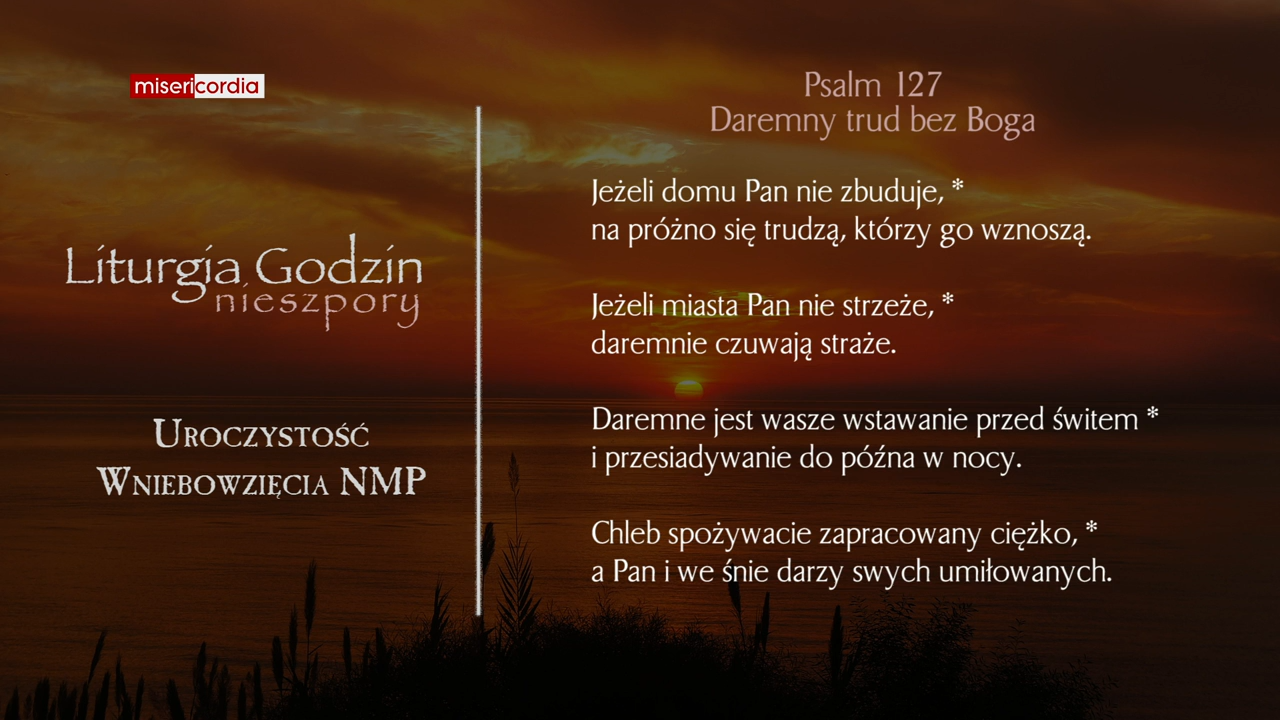 misericordia
Liturgia Godzin
nieszpory
Uroczystość
Wniebowzięcia NMP
Psalm 127
Daremny trud bez Boga
Jeżeli domu Pan nie zbuduje, *
na próżno się trudzą, którzy go wznoszą.
Jeżeli miasta Pan nie strzeże, *
daremnie czuwają straże.
Daremne jest wasze wstawanie przed świtem *
i przesiadywanie do późna w nocy.
Chleb spożywacie zapracowany ciężko, *
a Pan i we śnie darzy swych umiłowanych.